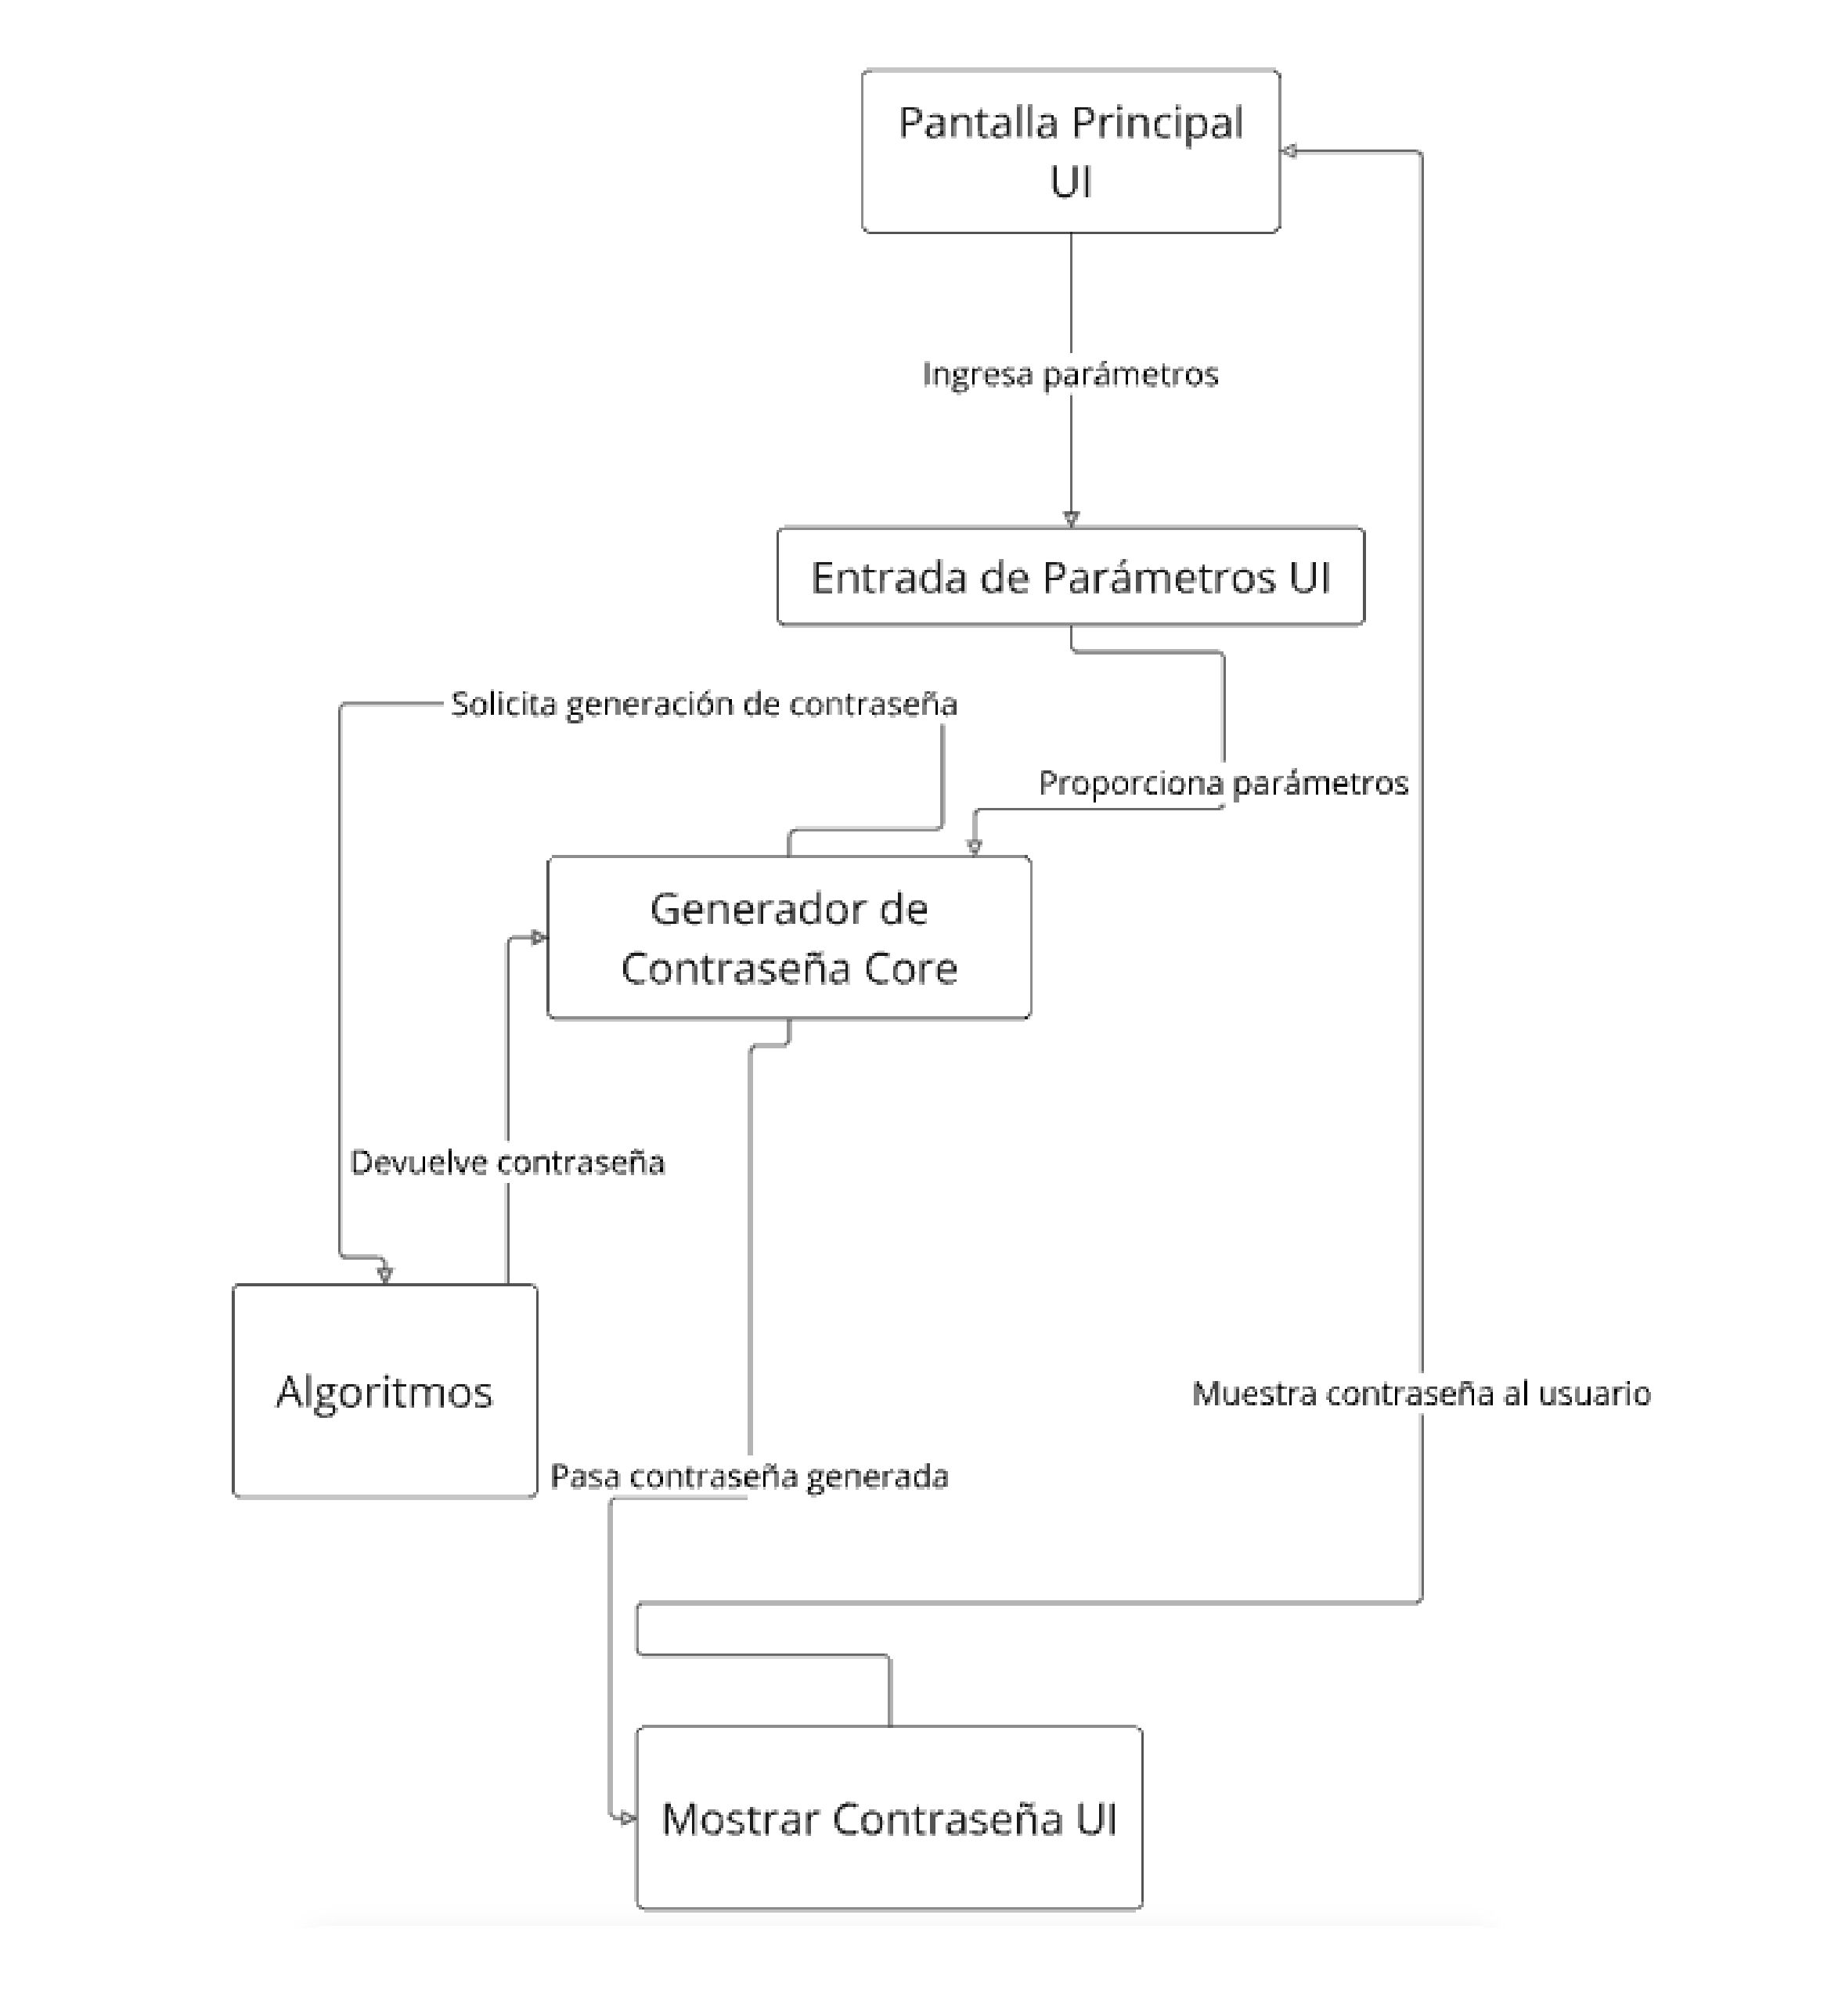 Pantalla Principal
UI
Ingresa parámetros
Entrada de Parámetros UI
Solicita generación de contraseña
Proporciona parámetros
Generador de
Contraseña Core
Devuelve contraseña
Algoritmos
Muestra contraseña al usuario
Pasa contraseña generada
Mostrar Contraseña UI